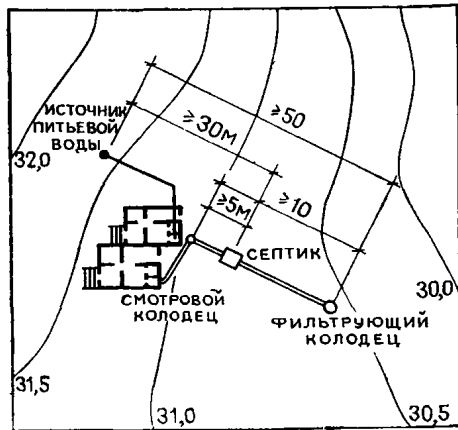 ИСТОЧНИК
ПИТЬЕВОЙ
ВОДЫ
≥50
≥30м
≥10
≥5м
32,0
СЕПТИК
СМОТРОВОЙ
КОЛОДЕЦ
ФИЛЬТРУЮЩИЙ
КОЛОДЕЦ
30,0
31,5
31,0
30,5